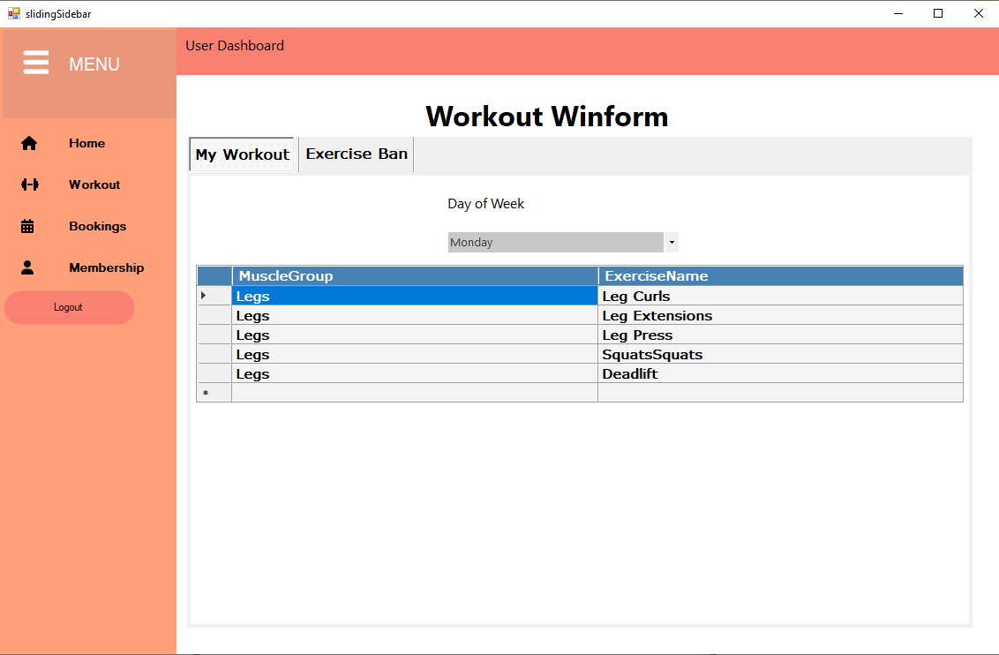 slidingSidebar
MENU
User Dashboard
Workout Winform
Home
Workout
Bookings
Membership
Logout
My Workout Exercise Ban
Day of Week
Monday
MuscleGroup ExerciseName
Legs Leg Curls
Legs Leg Extensions
Legs Leg Press
Legs SquatsSquats
Legs Deadlift